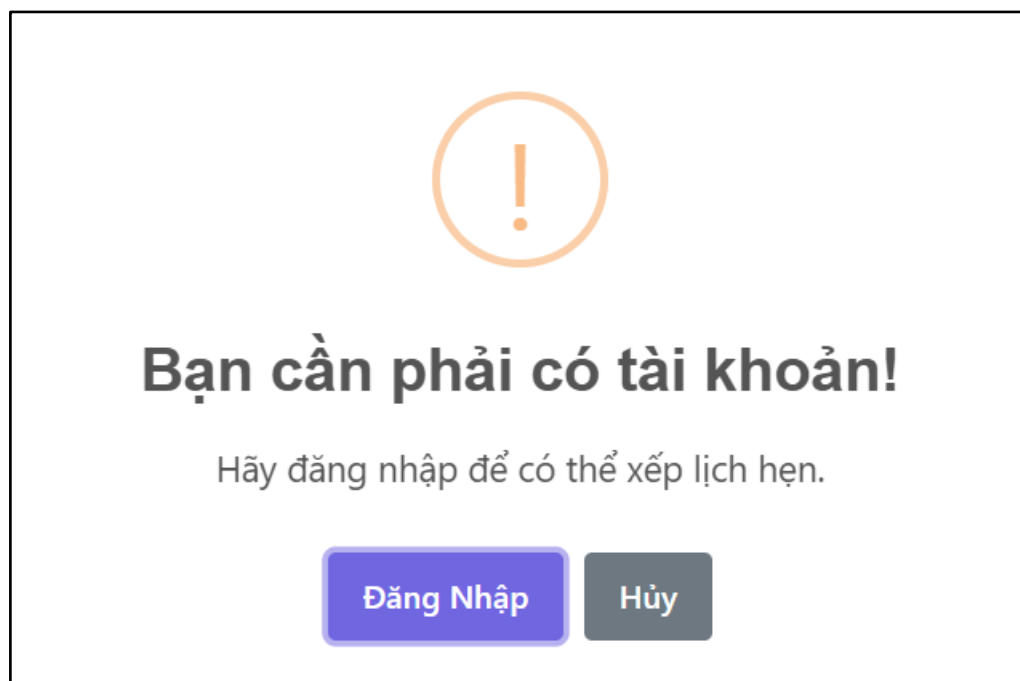 Bạn cần phải có tài khoản!
Hãy đăng nhập để có thể xếp lịch hẹn.
Đăng Nhập Hủy